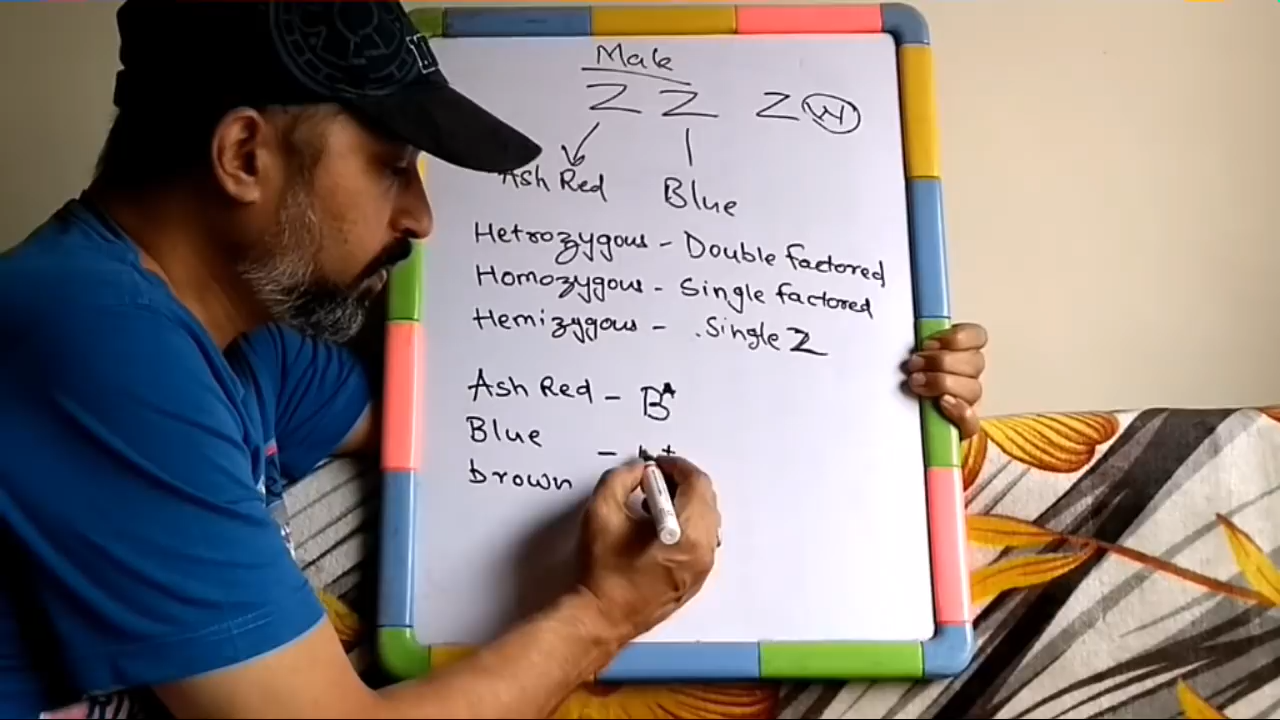 Male
Z Z Z W
Ash Red Blue
Hetrozygous - Double factored
Homozygous - Single factored
Hemizygous - Single Z
Ash Red - B^A
Blue -
brown